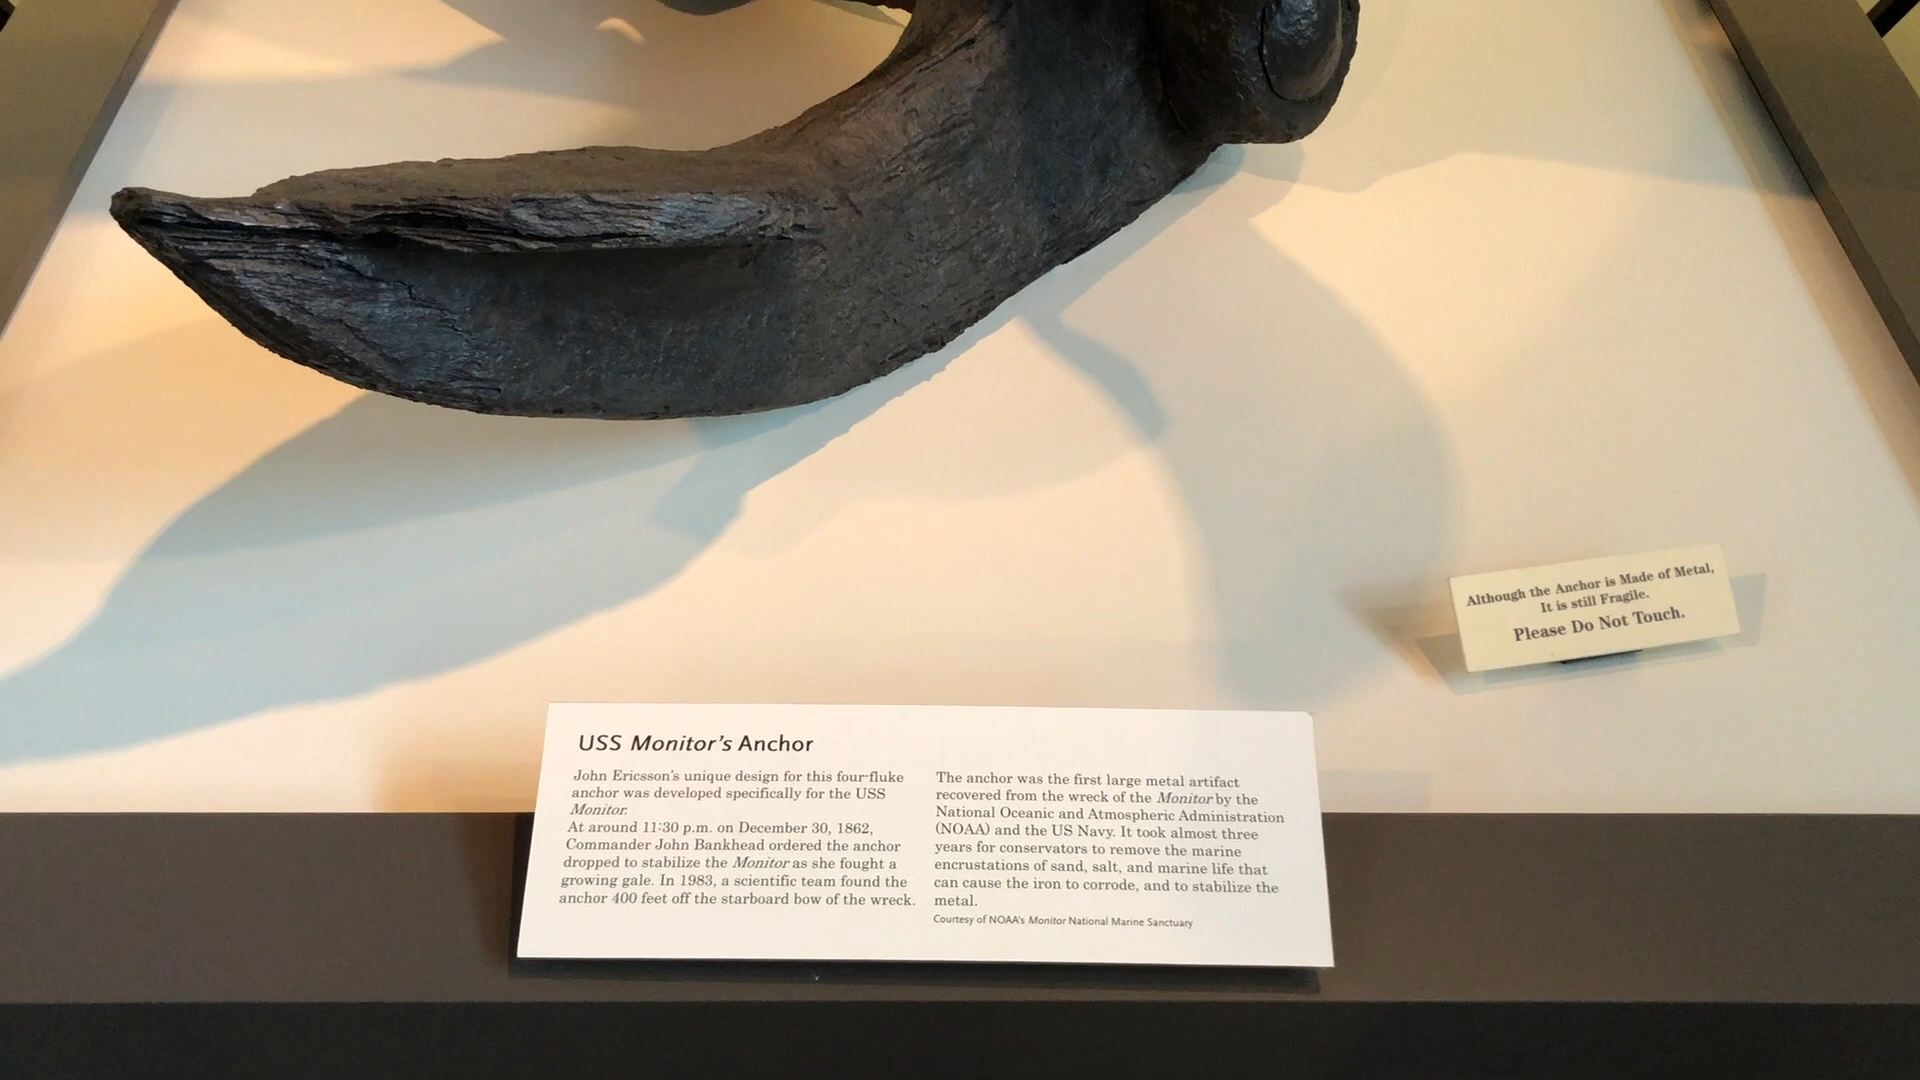 Although the Anchor is Made of Metal,
It is still Fragile.
Please Do Not Touch.
USS Monitor's Anchor
John Ericsson's unique design for this four-fluke
anchor was developed specifically for the USS
Monitor.
At around 11:30 p.m. on December 30, 1862,
Commander John Bankhead ordered the anchor
dropped to stabilize the Monitor as she fought a
growing gale. In 1983, a scientific team found the
anchor 400 feet off the starboard bow of the wreck.
The anchor was the first large metal artifact
recovered from the wreck of the Monitor by the
National Oceanic and Atmospheric Administration
(NOAA) and the US Navy. It took almost three
years for conservators to remove the marine
encrustations of sand, salt, and marine life that
can cause the iron to corrode, and to stabilize the
metal.
Courtesy of NOAA's Monitor National Marine Sanctuary